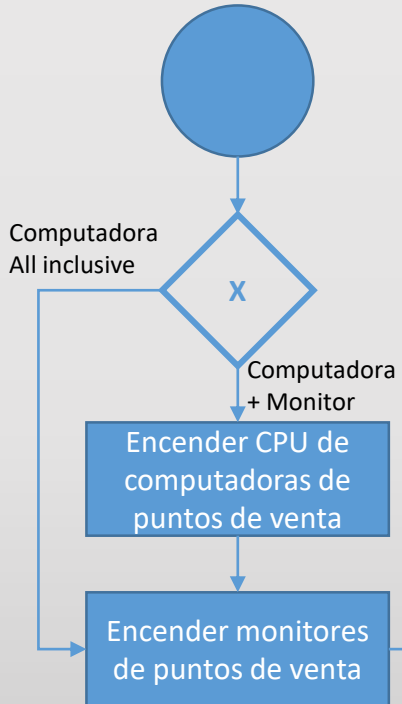 Computadora
All inclusive
X
Computadora
+ Monitor
Encender CPU de
computadoras de
puntos de venta
Encender monitores
de puntos de venta